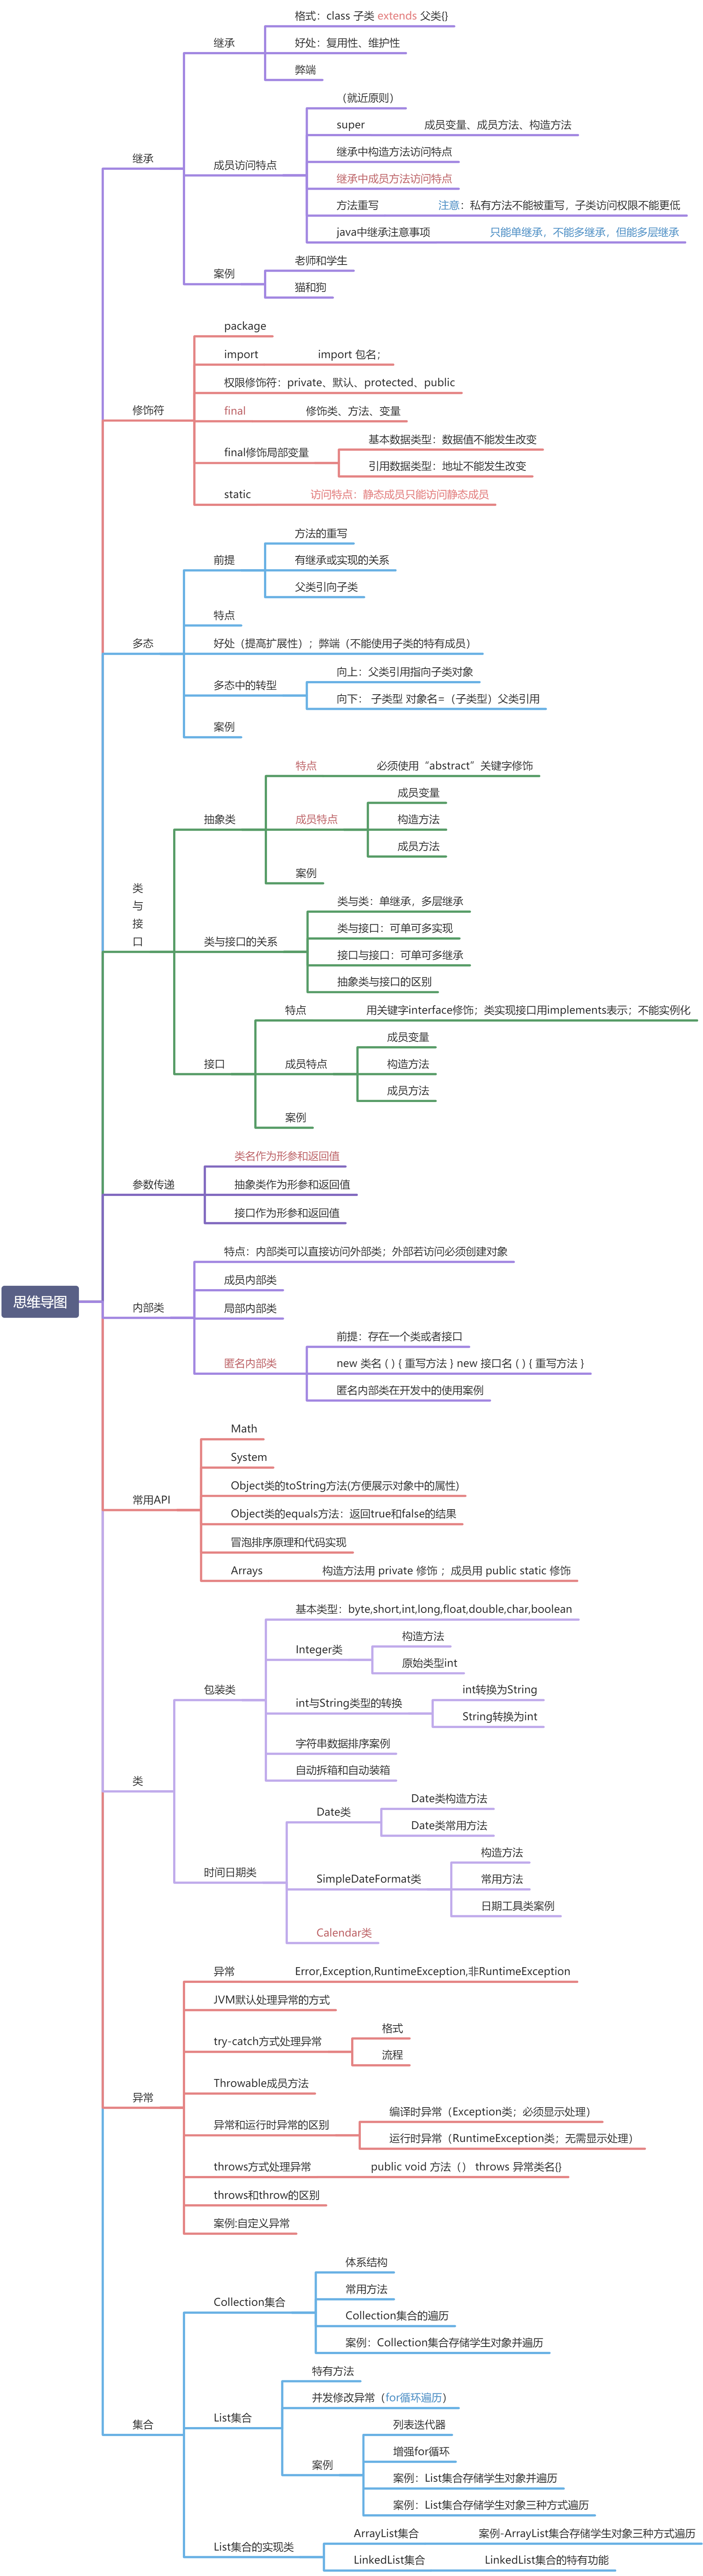 思维导图
继承
继承
格式：class 子类 extends 父类{}
好处：复用性、维护性
弊端
成员访问特点
（就近原则）
super
成员变量、成员方法、构造方法
继承中构造方法访问特点
继承中成员方法访问特点
方法重写
注意：私有方法不能被重写，子类访问权限不能更低
java中继承注意事项
只能单继承，不能多继承，但能多层继承
案例
老师和学生
猫和狗
修饰符
package
import
import 包名；
权限修饰符：private、默认、protected、public
final
修饰类、方法、变量
final修饰局部变量
基本数据类型：数据值不能发生改变
引用数据类型：地址不能发生改变
static
访问特点：静态成员只能访问静态成员
多态
前提
方法的重写
有继承或实现的关系
父类引向子类
特点
好处（提高扩展性）；弊端（不能使用子类的特有成员）
多态中的转型
向上：父类引用指向子类对象
向下： 子类型 对象名=（子类型）父类引用
案例
类
与
接
口
抽象类
特点
必须使用“abstract”关键字修饰
成员特点
成员变量
构造方法
成员方法
案例
类与接口的关系
类与类：单继承，多层继承
类与接口：可单可多实现
接口与接口：可单可多继承
抽象类与接口的区别
接口
特点
用关键字interface修饰；类实现接口用implements表示；不能实例化
成员特点
成员变量
构造方法
成员方法
案例
参数传递
类名作为形参和返回值
抽象类作为形参和返回值
接口作为形参和返回值
内部类
特点：内部类可以直接访问外部类；外部若访问必须创建对象
成员内部类
局部内部类
匿名内部类
前提：存在一个类或者接口
new 类名 ( ) { 重写方法 } new 接口名 ( ) { 重写方法 }
匿名内部类在开发中的使用案例
常用API
Math
System
Object类的toString方法(方便展示对象中的属性)
Object类的equals方法：返回true和false的结果
冒泡排序原理和代码实现
Arrays
构造方法用 private 修饰 ；成员用 public static 修饰
类
包装类
基本类型：byte,short,int,long,float,double,char,boolean
Integer类
构造方法
原始类型int
int与String类型的转换
int转换为String
String转换为int
字符串数据排序案例
自动拆箱和自动装箱
时间日期类
Date类
Date类构造方法
Date类常用方法
SimpleDateFormat类
构造方法
常用方法
日期工具类案例
Calendar类
异常
异常
Error,Exception,RuntimeException,非RuntimeException
JVM默认处理异常的方式
try-catch方式处理异常
格式
流程
Throwable成员方法
异常和运行时异常的区别
编译时异常（Exception类；必须显示处理）
运行时异常（RuntimeException类；无需显示处理）
throws方式处理异常
public void 方法（） throws 异常类名{}
throws和throw的区别
案例:自定义异常
集合
Collection集合
体系结构
常用方法
Collection集合的遍历
案例：Collection集合存储学生对象并遍历
List集合
特有方法
并发修改异常（for循环遍历）
案例
列表迭代器
增强for循环
案例：List集合存储学生对象并遍历
案例：List集合存储学生对象三种方式遍历
List集合的实现类
ArrayList集合
案例-ArrayList集合存储学生对象三种方式遍历
LinkedList集合
LinkedList集合的特有功能